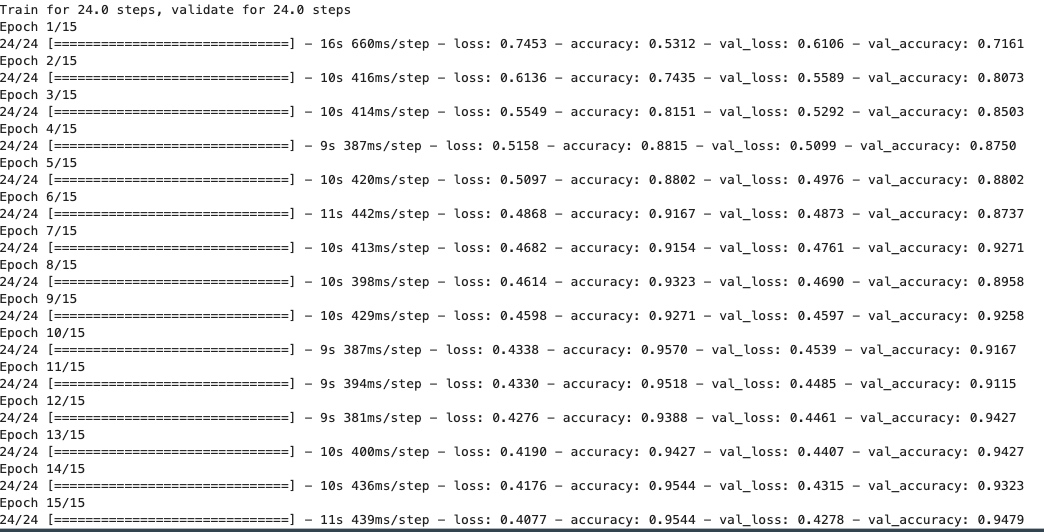 Train for 24.0 steps, validate for 24.0 steps
Epoch 1/15
24/24 [==============================] - 16s 660ms/step - loss: 0.7453 - accuracy: 0.5312 - val_loss: 0.6106 - val_accuracy: 0.7161
Epoch 2/15
24/24 [==============================] - 10s 416ms/step - loss: 0.6136 - accuracy: 0.7435 - val_loss: 0.5589 - val_accuracy: 0.8073
Epoch 3/15
24/24 [==============================] - 10s 414ms/step - loss: 0.5549 - accuracy: 0.8151 - val_loss: 0.5292 - val_accuracy: 0.8503
Epoch 4/15
24/24 [==============================] - 9s 387ms/step - loss: 0.5158 - accuracy: 0.8815 - val_loss: 0.5099 - val_accuracy: 0.8750
Epoch 5/15
24/24 [==============================] - 10s 420ms/step - loss: 0.5097 - accuracy: 0.8802 - val_loss: 0.4976 - val_accuracy: 0.8802
Epoch 6/15
24/24 [==============================] - 11s 442ms/step - loss: 0.4868 - accuracy: 0.9167 - val_loss: 0.4873 - val_accuracy: 0.8737
Epoch 7/15
24/24 [==============================] - 10s 413ms/step - loss: 0.4682 - accuracy: 0.9154 - val_loss: 0.4761 - val_accuracy: 0.9271
Epoch 8/15
24/24 [==============================] - 10s 398ms/step - loss: 0.4614 - accuracy: 0.9323 - val_loss: 0.4690 - val_accuracy: 0.8958
Epoch 9/15
24/24 [==============================] - 10s 429ms/step - loss: 0.4598 - accuracy: 0.9271 - val_loss: 0.4597 - val_accuracy: 0.9258
Epoch 10/15
24/24 [==============================] - 9s 387ms/step - loss: 0.4338 - accuracy: 0.9570 - val_loss: 0.4539 - val_accuracy: 0.9167
Epoch 11/15
24/24 [==============================] - 9s 394ms/step - loss: 0.4330 - accuracy: 0.9518 - val_loss: 0.4485 - val_accuracy: 0.9115
Epoch 12/15
24/24 [==============================] - 9s 381ms/step - loss: 0.4276 - accuracy: 0.9388 - val_loss: 0.4461 - val_accuracy: 0.9427
Epoch 13/15
24/24 [==============================] - 10s 400ms/step - loss: 0.4190 - accuracy: 0.9427 - val_loss: 0.4407 - val_accuracy: 0.9427
Epoch 14/15
24/24 [==============================] - 10s 436ms/step - loss: 0.4176 - accuracy: 0.9544 - val_loss: 0.4315 - val_accuracy: 0.9323
Epoch 15/15
24/24 [==============================] - 11s 439ms/step - loss: 0.4077 - accuracy: 0.9544 - val_loss: 0.4278 - val_accuracy: 0.9479